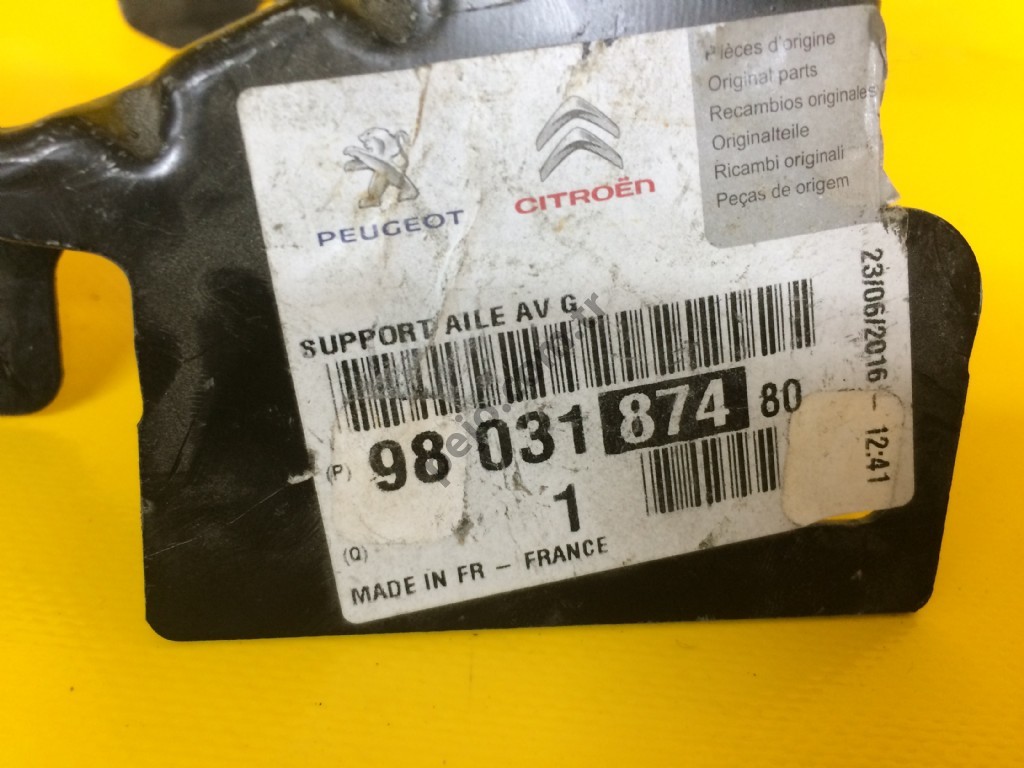 Pièces d'origine
Original parts
Recambios originales
Originalteile
Ricambi originali
Peças de origem
PEUGEOT
CITROËN
SUPPORT AILE AV G
23/06/2016 – 12:41
(P) 98 031 874 80
(Q) 1
MADE IN FR – FRANCE